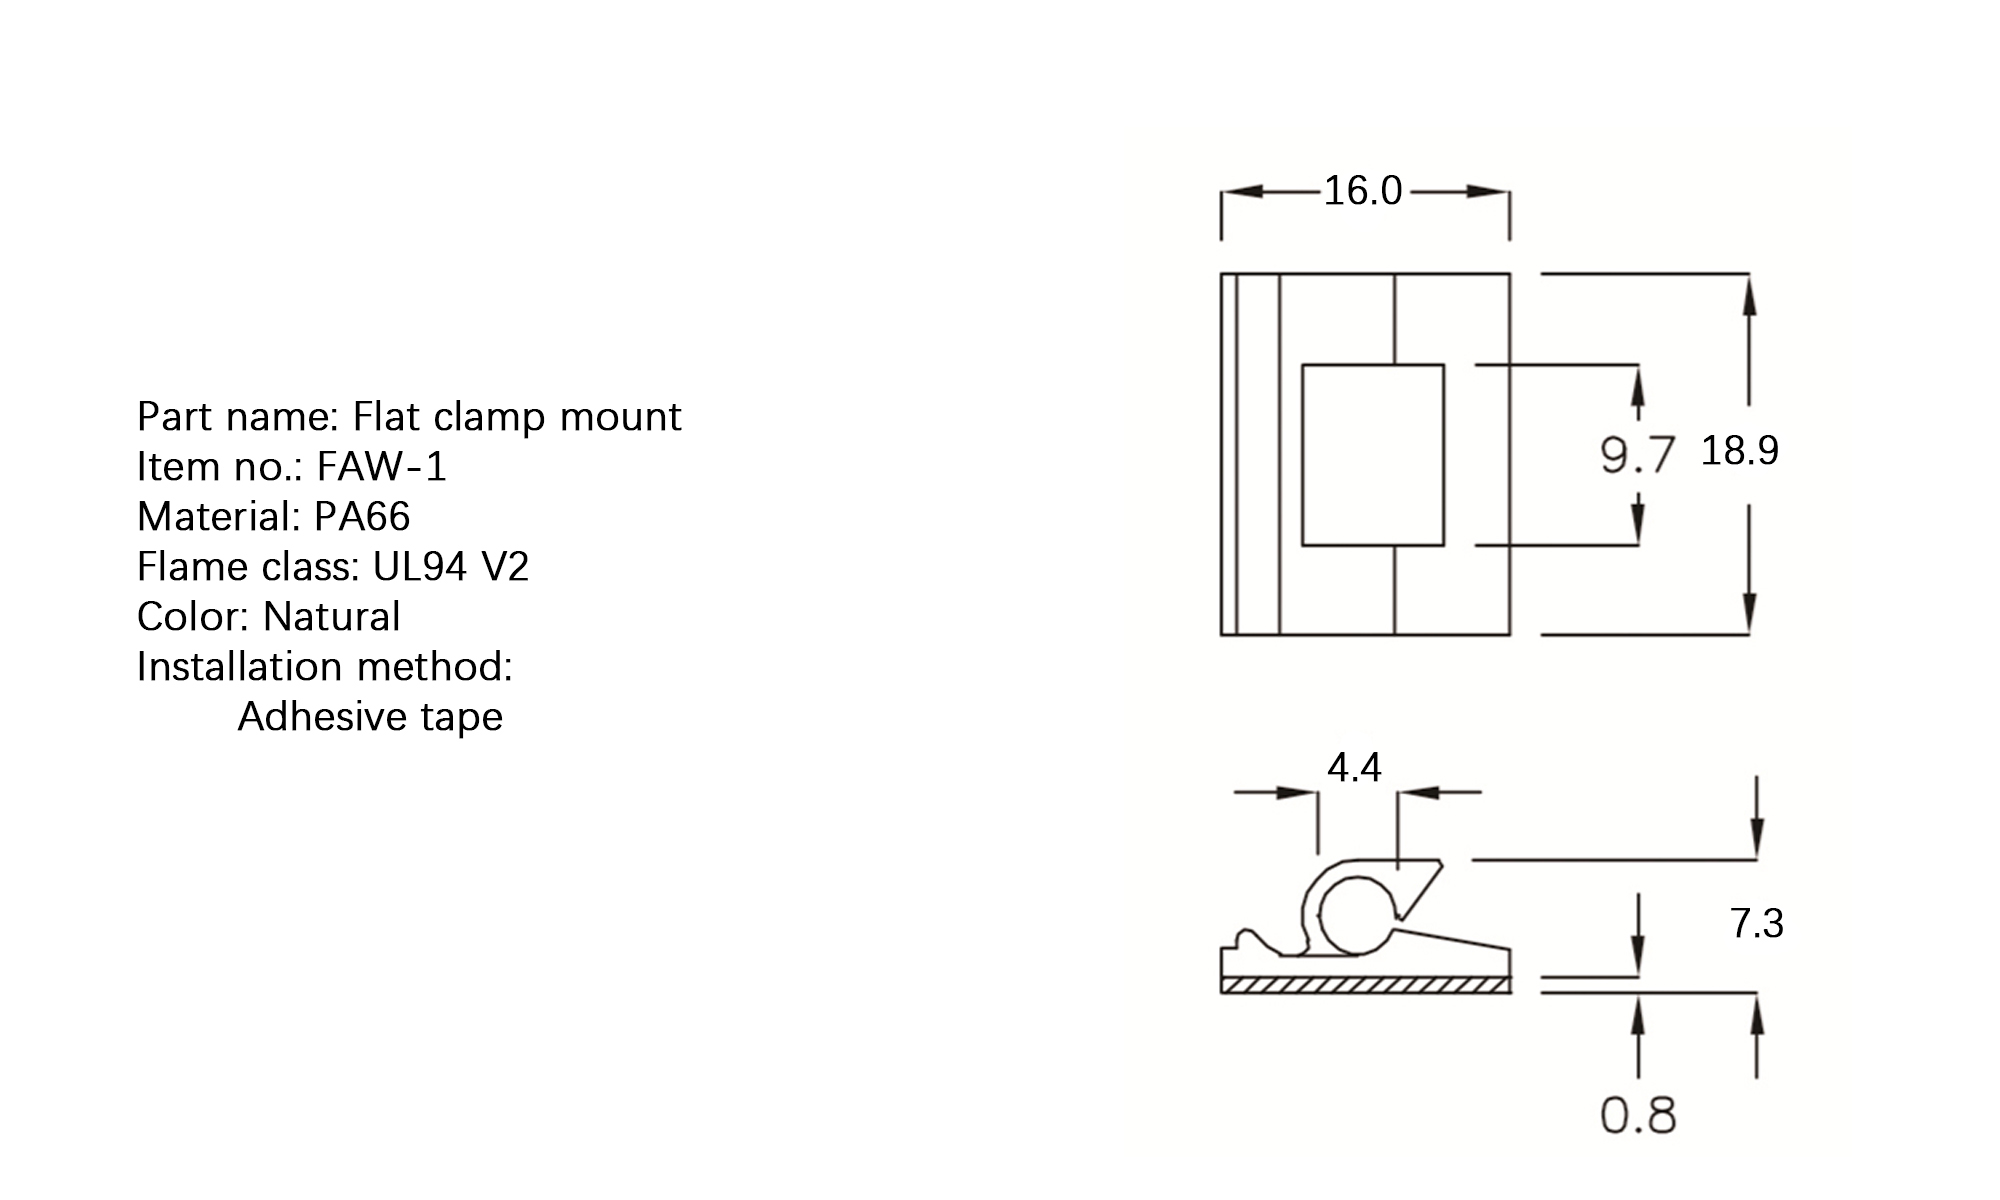 Part name: Flat clamp mount
Item no.: FAW-1
Material: PA66
Flame class: UL94 V2
Color: Natural
Installation method:
Adhesive tape
16.0
9.7
18.9
4.4
7.3
0.8